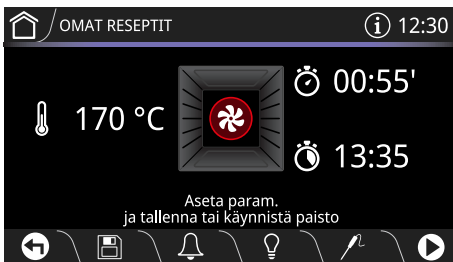 OMAT RESEPTIT
i 12:30
00:55'
170 °C
13:35
Aseta param.
ja tallenna tai käynnistä paisto